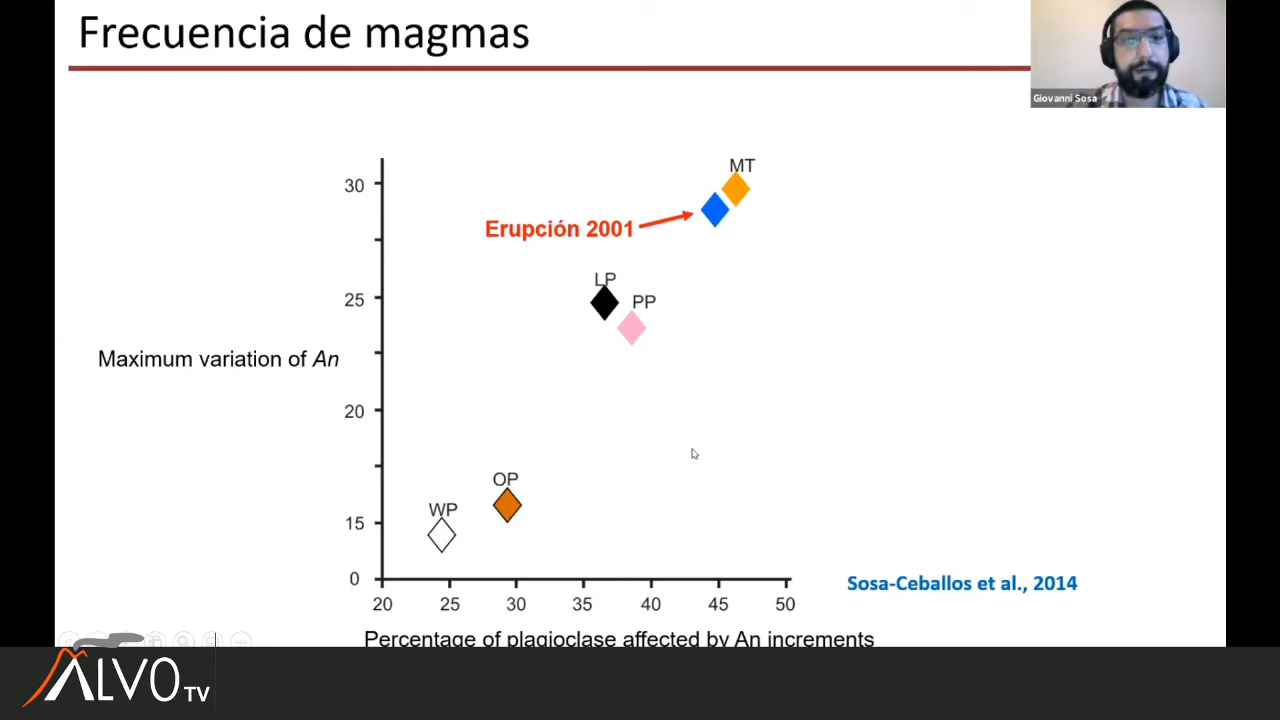 Frecuencia de magmas
Giovanni Sosa
MT
30
Erupción 2001
LP
25
PP
Maximum variation of An
20
OP
WP
15
0
Sosa-Ceballos et al., 2014
20 25 30 35 40 45 50
Percentage of plagioclase affected by An increments
ALVO TV